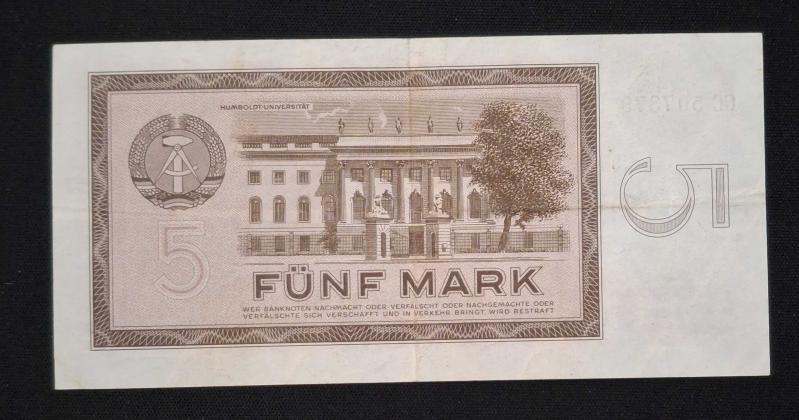 HUMBOLDT-UNIVERSITÄT
5
5
FÜNF MARK
WER BANKNOTEN NACHMACHT ODER VERFÄLSCHT ODER NACHGEMACHTE ODER
VERFÄLSCHTE SICH VERSCHAFFT UND IN VERKEHR BRINGT, WIRD BESTRAFT